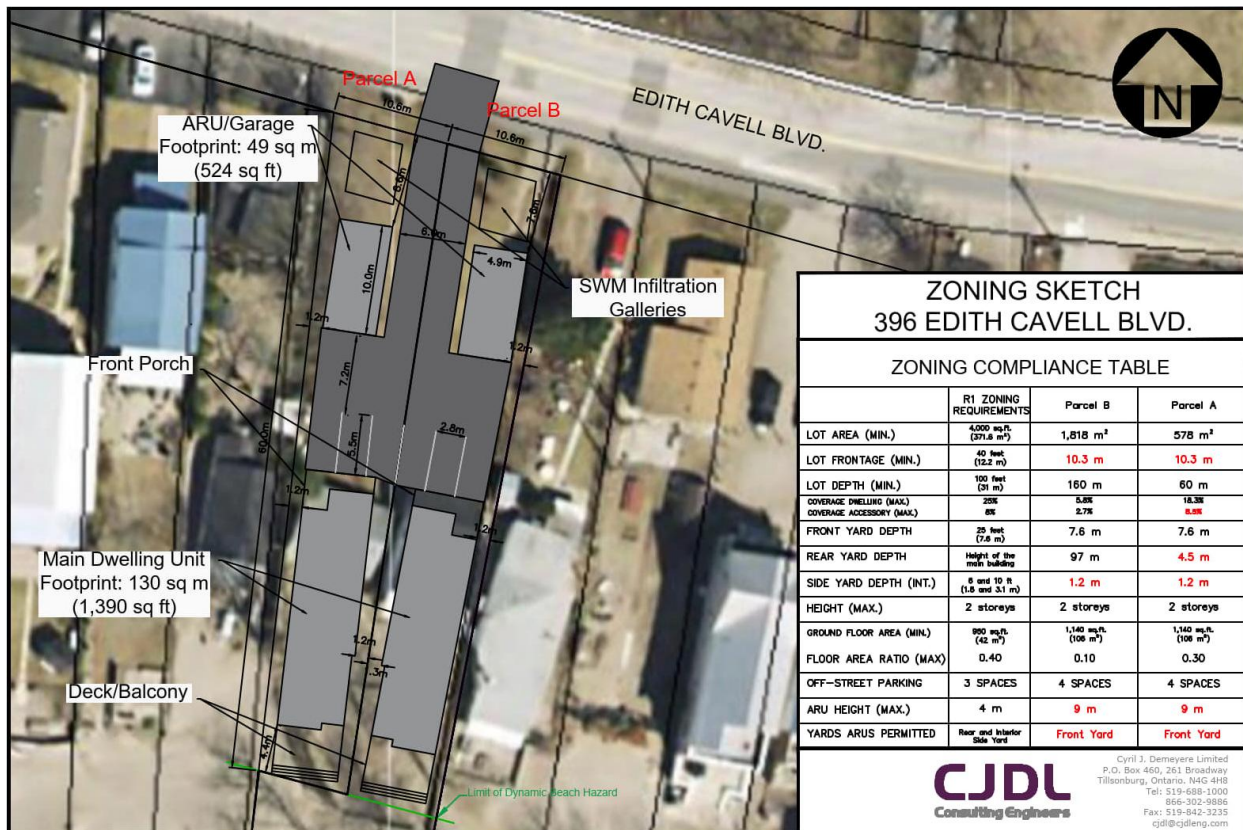 Parcel A
10.6m
Parcel B
10.6m
EDITH CAVELL BLVD.
N
ARU/Garage
Footprint: 49 sq m
(524 sq ft)
4.9m
10.0m
SWM Infiltration
Galleries
1.2m
1.2m
Front Porch
7.2m
2.8m
5.5m
60.0m
1.2m
1.2m
Main Dwelling Unit
Footprint: 130 sq m
(1,390 sq ft)
1.2m
Deck/Balcony
4.4m
Limit of Dynamic Beach Hazard
ZONING SKETCH
396 EDITH CAVELL BLVD.
ZONING COMPLIANCE TABLE
R1 ZONING REQUIREMENTS Parcel B Parcel A
LOT AREA (MIN.) 4,000 sq.ft. (371.6 m²) 1,818 m² 578 m²
LOT FRONTAGE (MIN.) 40 feet (12.2 m) 10.3 m 10.3 m
LOT DEPTH (MIN.) 100 feet (31 m) 160 m 60 m
COVERAGE DWELLING (MAX.) 25% 5.8% 18.3%
COVERAGE ACCESSORY (MAX.) 8% 2.7% 8.5%
FRONT YARD DEPTH 25 feet (7.6 m) 7.6 m 7.6 m
REAR YARD DEPTH Height of the main building 97 m 4.5 m
SIDE YARD DEPTH (INT.) 6 and 10 ft (1.8 and 3.1 m) 1.2 m 1.2 m
HEIGHT (MAX.) 2 storeys 2 storeys 2 storeys
GROUND FLOOR AREA (MIN.) sq.ft. (42 m²) 1,140 sq.ft. (106 m²) 1,140 sq.ft. (106 m²)
FLOOR AREA RATIO (MAX) 0.40 0.10 0.30
OFF-STREET PARKING 3 SPACES 4 SPACES 4 SPACES
ARU HEIGHT (MAX.) 4 m 9 m 9 m
YARDS ARUS PERMITTED Rear and Interior Side Yard Front Yard Front Yard
CJDL
Consulting Engineers
Cyril J. Demeyere Limited
P.O. Box 460, 261 Broadway
Tillsonburg, Ontario. N4G 4H8
Tel: 519-688-1000
866-302-9886
Fax: 519-842-3235
cjdl@cjdleng.com